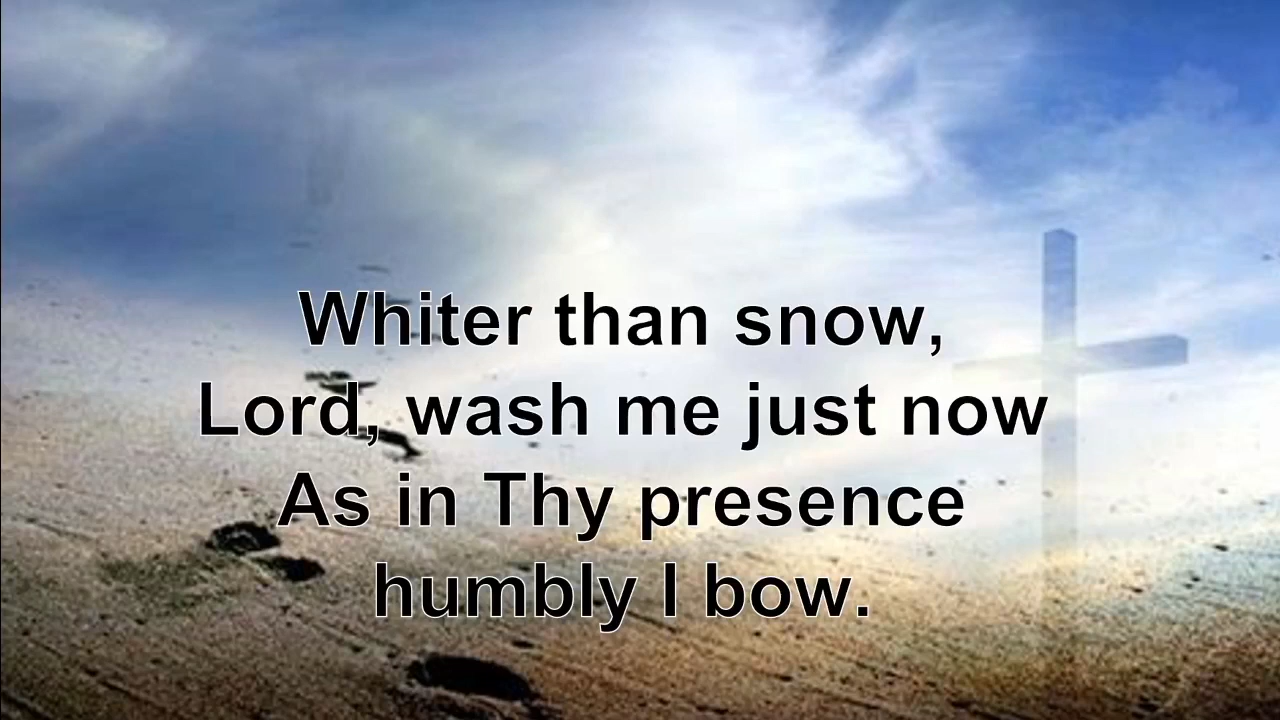 Whiter than snow,
Lord, wash me just now
As in Thy presence
humbly I bow.